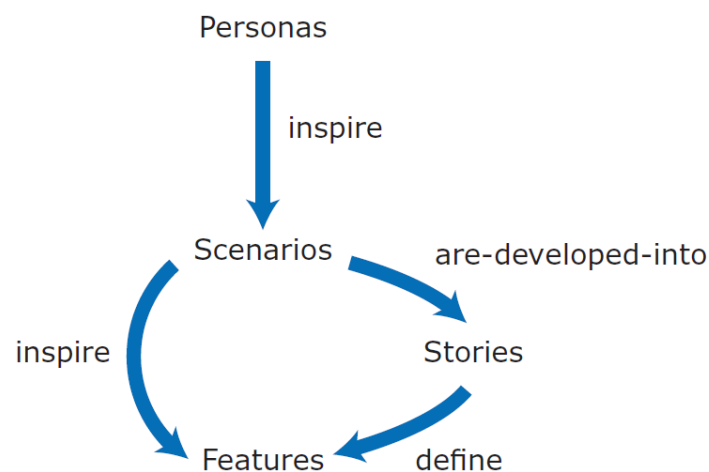 Personas
inspire
Scenarios
are-developed-into
inspire
Stories
Features
define